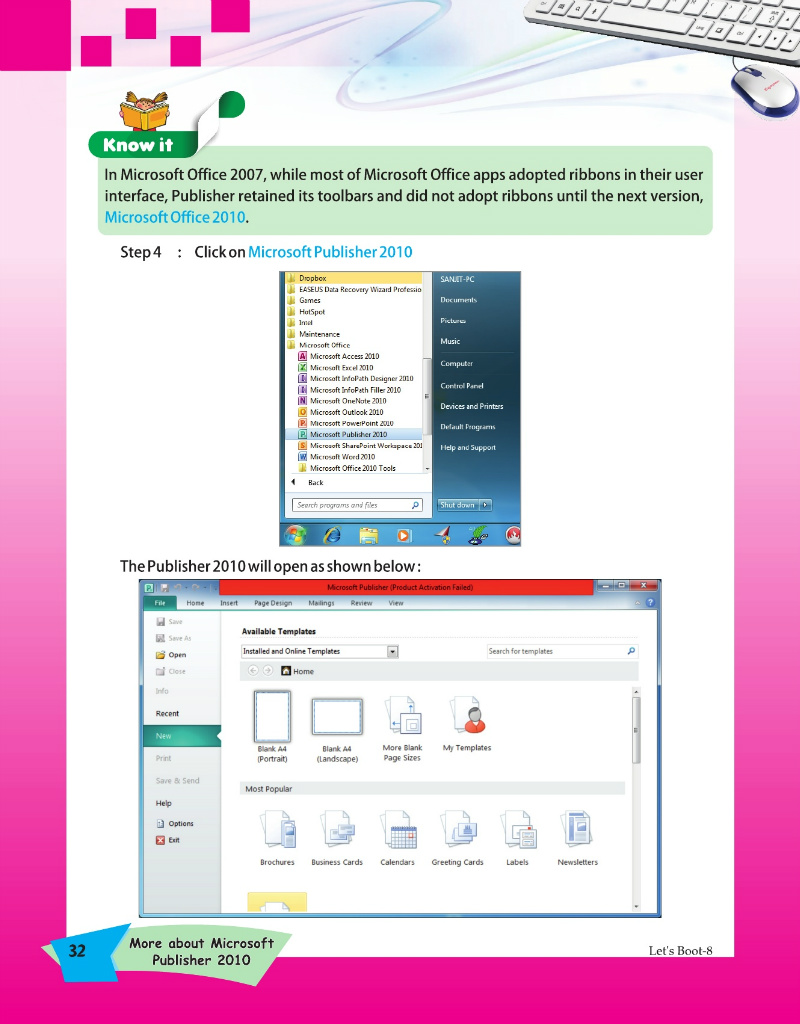 Know it
In Microsoft Office 2007, while most of Microsoft Office apps adopted ribbons in their user
interface, Publisher retained its toolbars and did not adopt ribbons until the next version,
Microsoft Office 2010.
Step 4 : Click on Microsoft Publisher 2010
Dropbox
EASEUS Data Recovery Wizard Professio
Games
HotSpot
Intel
Maintenance
Microsoft Office
Microsoft Access 2010
Microsoft Excel 2010
Microsoft InfoPath Designer 2010
Microsoft InfoPath Filler 2010
Microsoft OneNote 2010
Microsoft Outlook 2010
Microsoft PowerPoint 2010
Microsoft Publisher 2010
Microsoft SharePoint Workspace 201
Microsoft Word 2010
Microsoft Office 2010 Tools
Back
Search programs and files
SANJIT-PC
Documents
Pictures
Music
Computer
Control Panel
Devices and Printers
Default Programs
Help and Support
Shut down
The Publisher 2010 will open as shown below :
Microsoft Publisher (Product Activation Failed)
File Home Insert Page Design Mailings Review View
Save
Save As
Open
Close
Info
Recent
New
Print
Save & Send
Help
Options
Exit
Available Templates
Installed and Online Templates
Search for templates
Home
Blank A4
(Portrait)
Blank A4
(Landscape)
More Blank
Page Sizes
My Templates
Most Popular
Brochures Business Cards Calendars Greeting Cards Labels Newsletters
32
More about Microsoft
Publisher 2010
Let's Boot-8